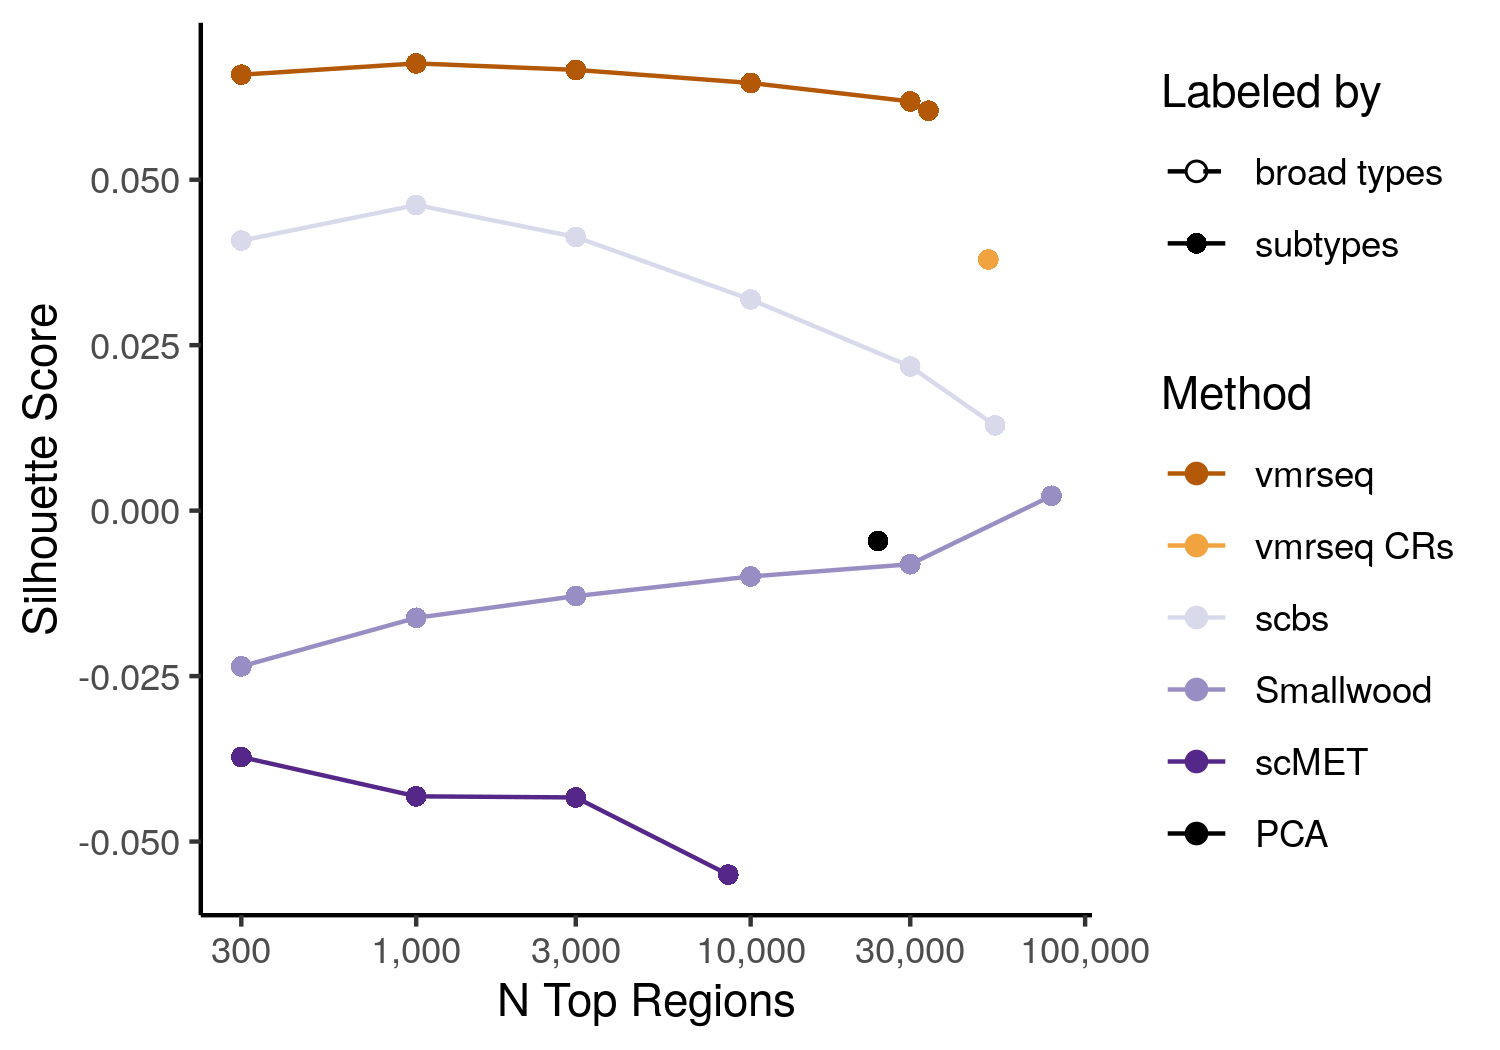 Silhouette Score
0.050
0.025
0.000
-0.025
-0.050
300
1,000
3,000
10,000
30,000
100,000
N Top Regions
Labeled by
broad types
subtypes
Method
vmrseq
vmrseq CRs
scbs
Smallwood
scMET
PCA